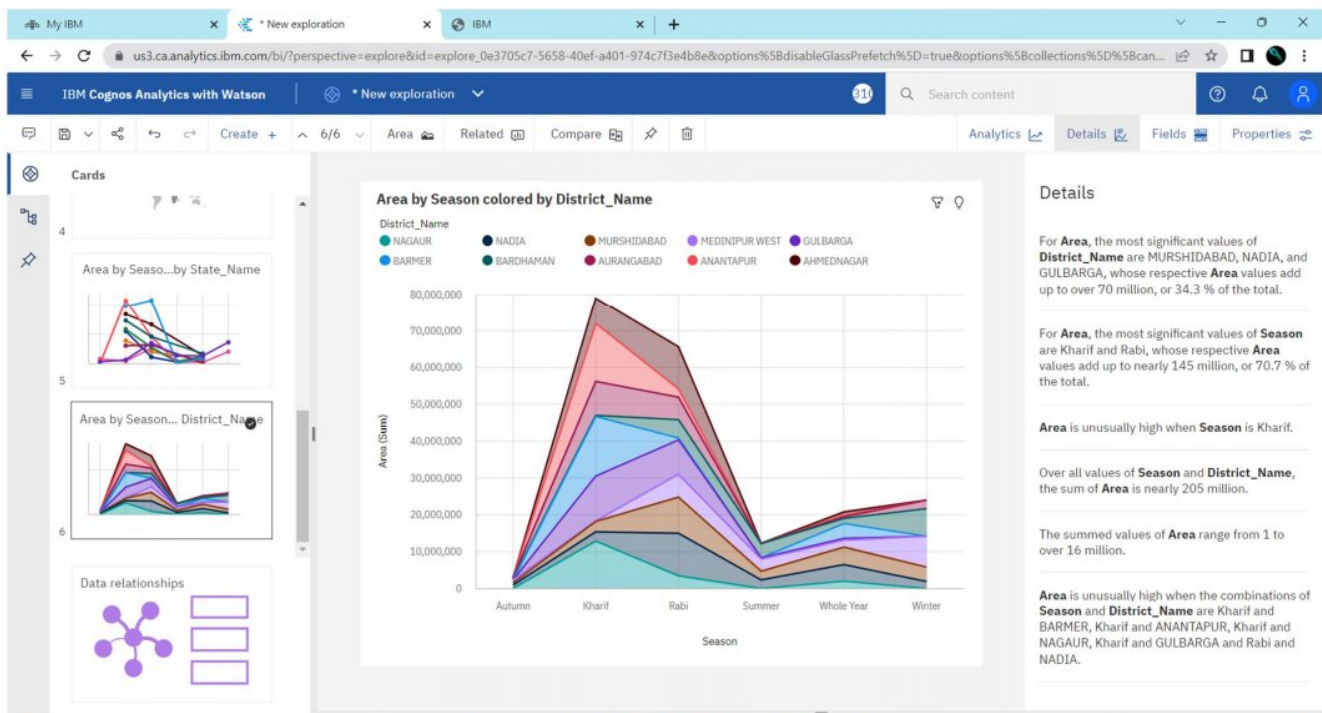 My IBM
* New exploration
IBM
us3.ca.analytics.ibm.com/bi/?perspective=explore&id=explore_0e3705c7-5658-40ef-a401-974c7f3e4b8e&options%5BdisableGlassPrefetch%5D=true&options%5Bcollections%5D%5Bcan...
IBM Cognos Analytics with Watson
* New exploration
Search content
Create +
6/6
Area
Related
Compare
Analytics
Details
Fields
Properties
Cards
4
Area by Seaso...by State_Name
5
Area by Season... District_Name
6
Data relationships
Area by Season colored by District_Name
District_Name
NAGAUR NADIA MURSHIDABAD MEDINIPUR WEST GULBARGA
BARMER BARDHAMAN AURANGABAD ANANTAPUR AHMEDNAGAR
80,000,000
70,000,000
60,000,000
50,000,000
40,000,000
30,000,000
20,000,000
10,000,000
0
Area (Sum)
Autumn Kharif Rabi Summer Whole Year Winter
Season
Details
For Area, the most significant values of
District_Name are MURSHIDABAD, NADIA, and
GULBARGA, whose respective Area values add
up to over 70 million, or 34.3 % of the total.
For Area, the most significant values of Season
are Kharif and Rabi, whose respective Area
values add up to nearly 145 million, or 70.7 % of
the total.
Area is unusually high when Season is Kharif.
Over all values of Season and District_Name,
the sum of Area is nearly 205 million.
The summed values of Area range from 1 to
over 16 million.
Area is unusually high when the combinations of
Season and District_Name are Kharif and
BARMER, Kharif and ANANTAPUR, Kharif and
NAGAUR, Kharif and GULBARGA and Rabi and
NADIA.